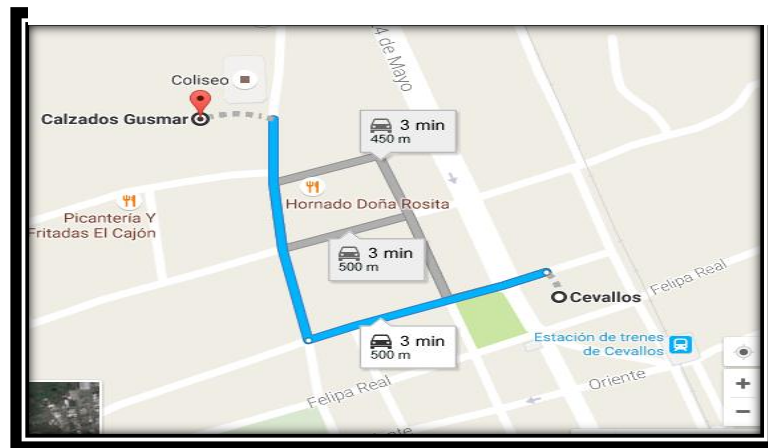 4 de Mayo
Coliseo
Calzados Gusmar
3 min
450 m
Hornado Doña Rosita
Picantería Y
Fritadas El Cajón
3 min
500 m
Cevallos
Felipa Real
3 min
500 m
Estación de trenes
de Cevallos
Felipa Real
Oriente
+
−